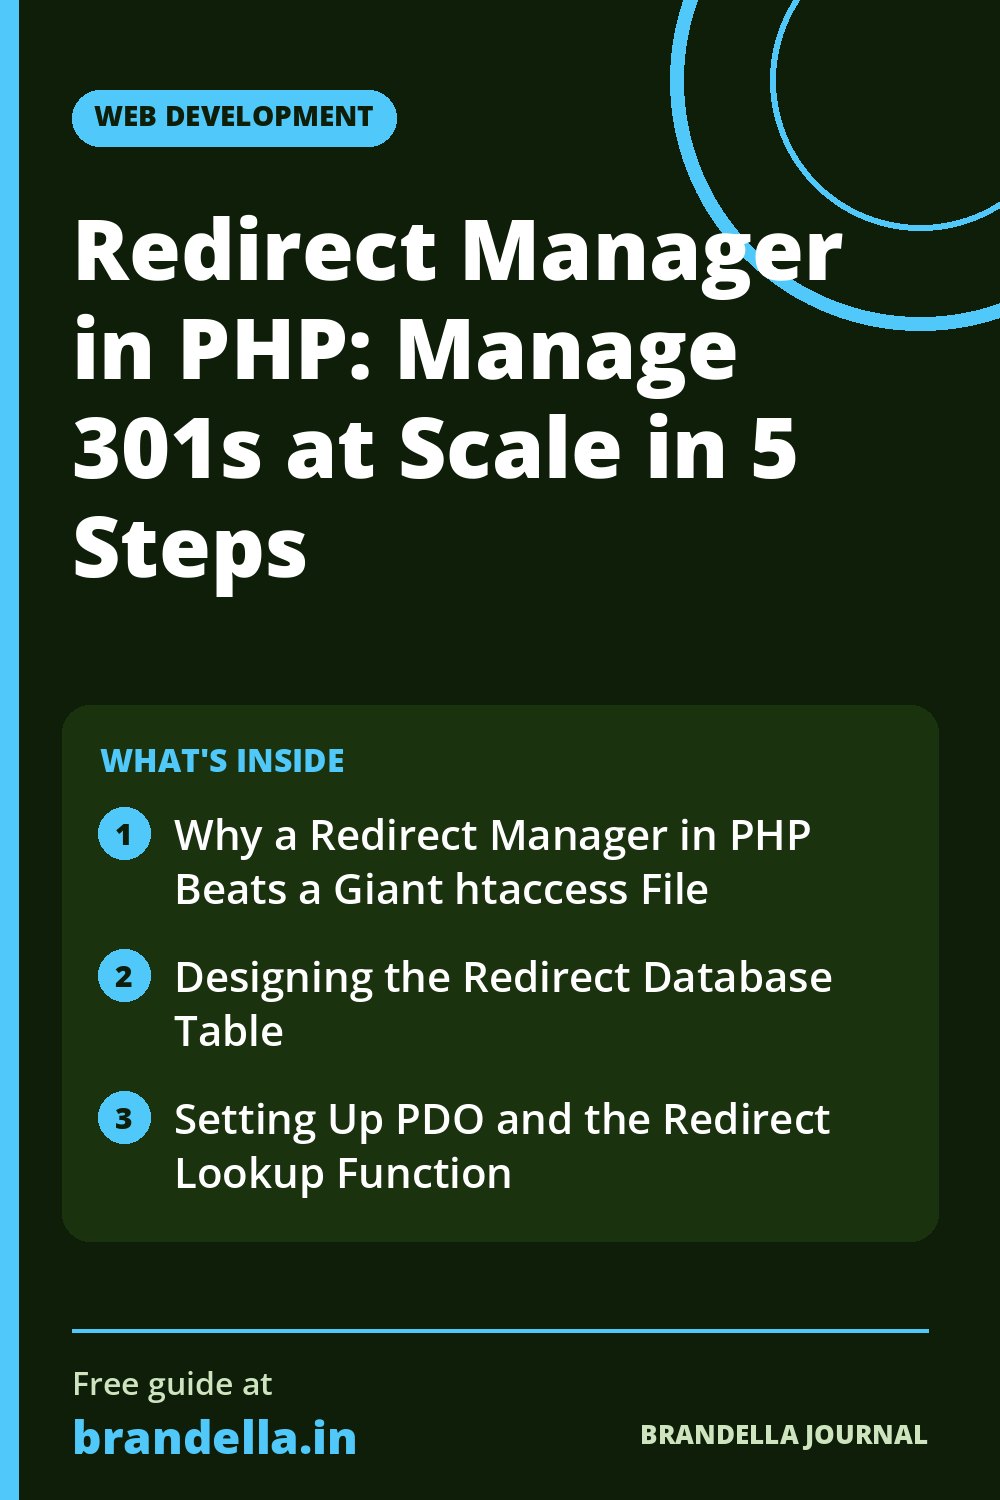 WEB DEVELOPMENT
Redirect Manager
in PHP: Manage
301s at Scale in 5
Steps
WHAT'S INSIDE
1 Why a Redirect Manager in PHP
Beats a Giant htaccess File
2 Designing the Redirect Database
Table
3 Setting Up PDO and the Redirect
Lookup Function
Free guide at
brandella.in
BRANDELLA JOURNAL